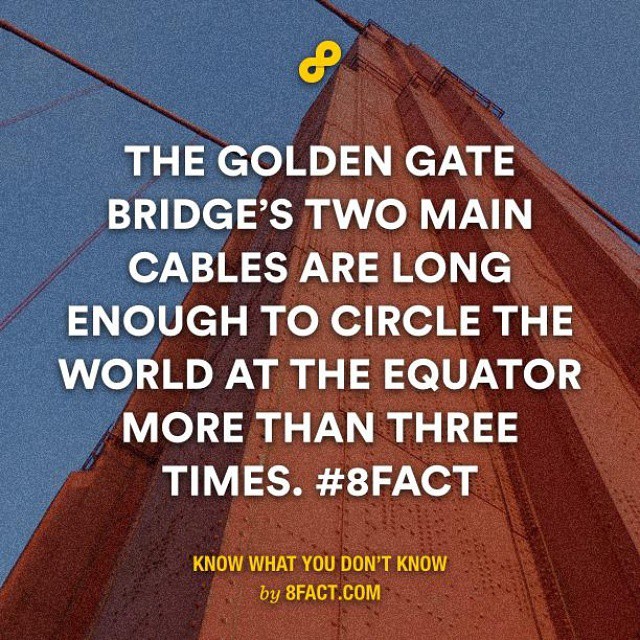 THE GOLDEN GATE
BRIDGE’S TWO MAIN
CABLES ARE LONG
ENOUGH TO CIRCLE THE
WORLD AT THE EQUATOR
MORE THAN THREE
TIMES. #8FACT
KNOW WHAT YOU DON’T KNOW
by 8FACT.COM